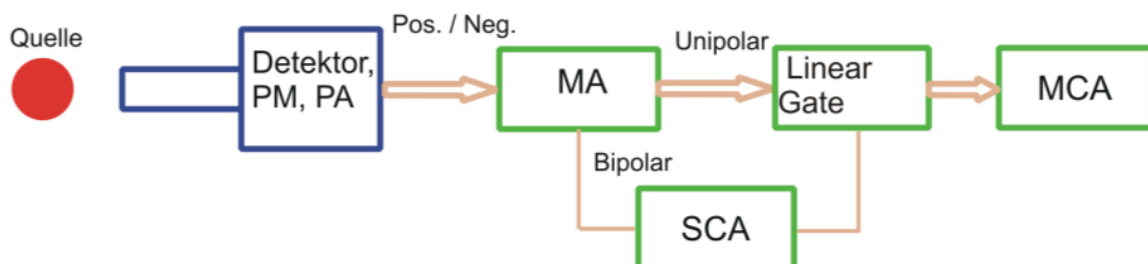 Quelle
Detektor,
PM, PA
Pos. / Neg.
MA
Unipolar
Linear
Gate
MCA
Bipolar
SCA